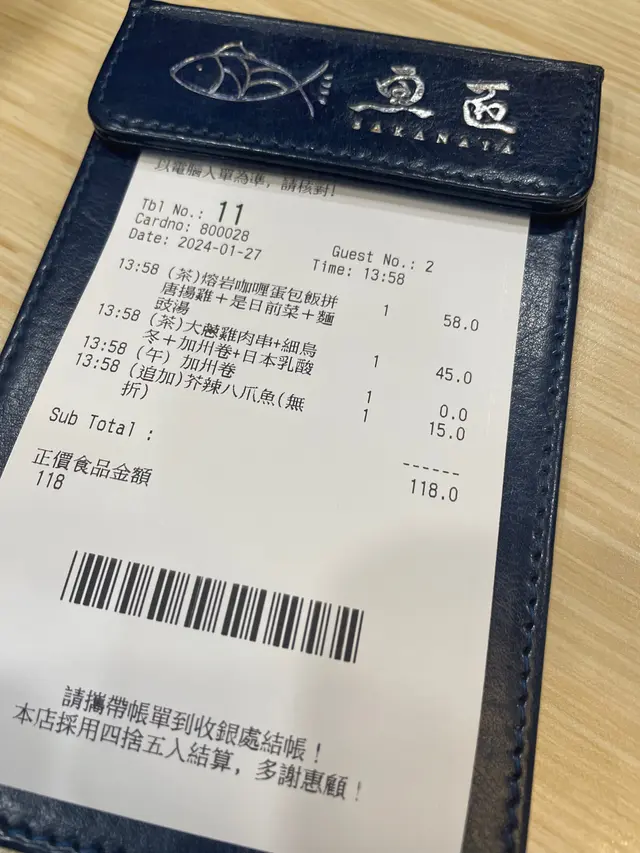 魚匠
SAKANATA
以電腦入單為準，請核對！
Tbl No.: 11
Cardno: 800028 Guest No.: 2
Date: 2024-01-27 Time: 13:58
13:58 (茶)熔岩咖喱蛋包飯拼 1 58.0
唐揚雞＋是日前菜＋麵
豉湯
13:58 (茶)大鹹雞肉串+細烏 1 45.0
冬＋加州卷+日本乳酸
13:58 (午) 加州卷 1 0.0
13:58 (追加)芥辣八爪魚(無 1 15.0
折)
------
Sub Total : 118.0
正價食品金額
118
請攜帶帳單到收銀處結帳！
本店採用四捨五入結算，多謝惠顧！